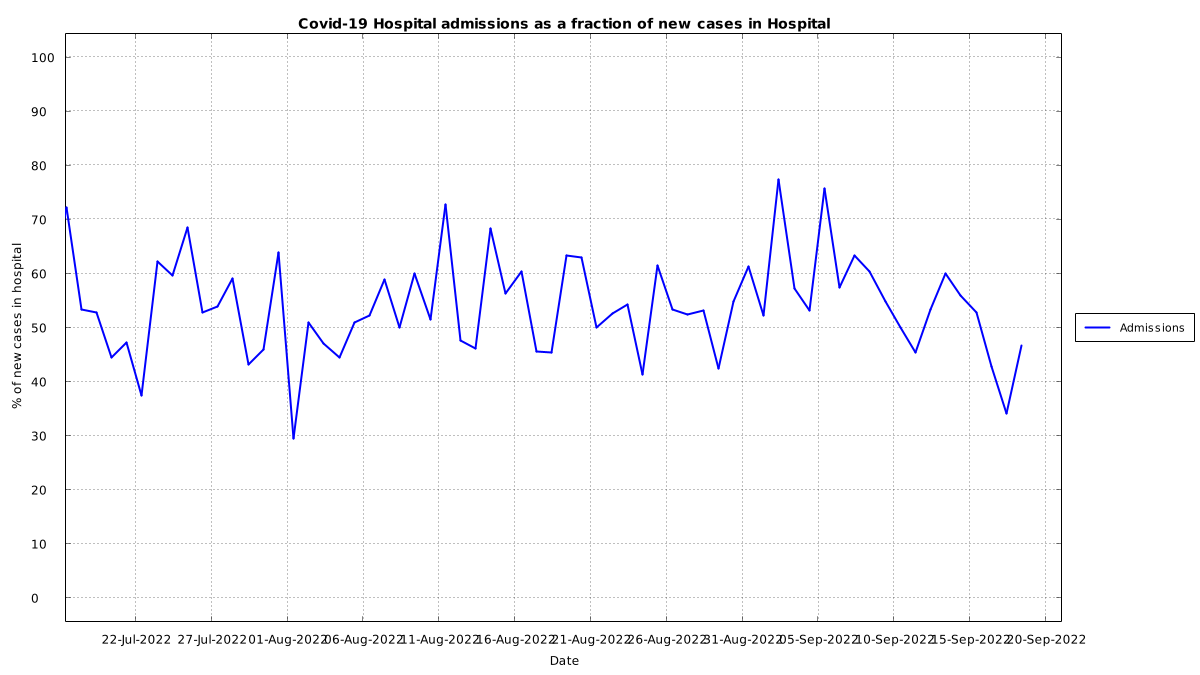 Covid-19 Hospital admissions as a fraction of new cases in Hospital
100
90
80
70
60
50
40
30
20
10
0
% of new cases in hospital
22-Jul-2022 27-Jul-2022 01-Aug-2022 06-Aug-2022 11-Aug-2022 16-Aug-2022 21-Aug-2022 26-Aug-2022 31-Aug-2022 05-Sep-2022 10-Sep-2022 15-Sep-2022 20-Sep-2022
Date
Admissions